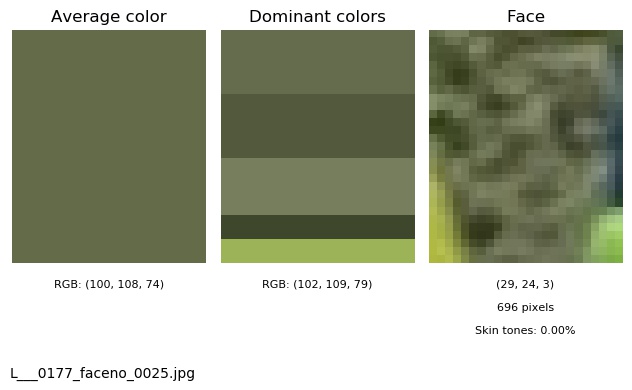 Average color
Dominant colors
Face
RGB: (100, 108, 74)
RGB: (102, 109, 79)
(29, 24, 3)
696 pixels
Skin tones: 0.00%
L___0177_faceno_0025.jpg